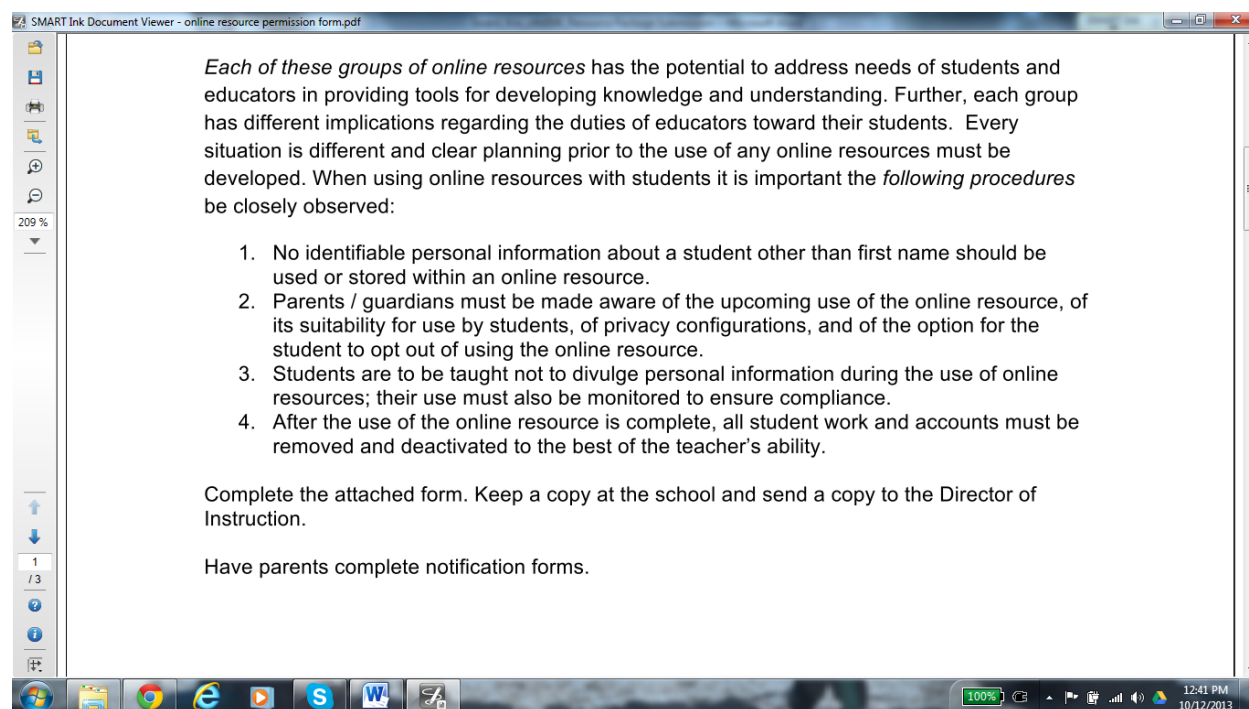 SMART Ink Document Viewer - online resource permission form.pdf
Each of these groups of online resources has the potential to address needs of students and
educators in providing tools for developing knowledge and understanding. Further, each group
has different implications regarding the duties of educators toward their students.  Every
situation is different and clear planning prior to the use of any online resources must be
developed. When using online resources with students it is important the following procedures
be closely observed:
1. No identifiable personal information about a student other than first name should be
used or stored within an online resource.
2. Parents / guardians must be made aware of the upcoming use of the online resource, of
its suitability for use by students, of privacy configurations, and of the option for the
student to opt out of using the online resource.
3. Students are to be taught not to divulge personal information during the use of online
resources; their use must also be monitored to ensure compliance.
4. After the use of the online resource is complete, all student work and accounts must be
removed and deactivated to the best of the teacher’s ability.
Complete the attached form. Keep a copy at the school and send a copy to the Director of
Instruction.
Have parents complete notification forms.
209 %
1
/ 3
100%
12:41 PM
10/12/2013